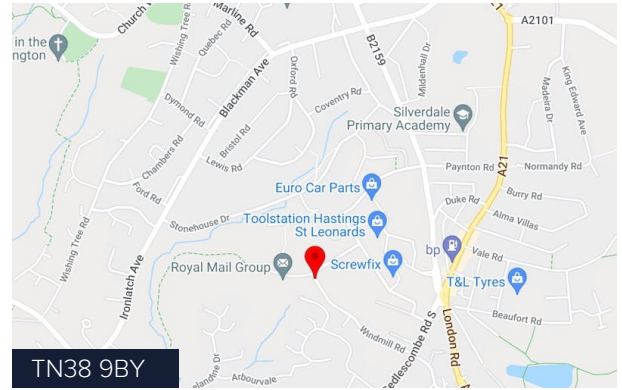 in the
ngton
Church W
Wishing Tree Rd
Quebec Rd
Marline Rd
Blackman Ave
Oxford Rd
B2159
Mildenhall Dr
A2101
King Edward Ave
Madeira Dr
Coventry Rd
Silverdale
Primary Academy
Dymond Rd
Bristol Rd
Chambers Rd
Lewis Rd
Ford Rd
Paynton Rd
Normandy Rd
A21
Euro Car Parts
Duke Rd
Burry Rd
Stonehouse Dr
Toolstation Hastings
St Leonards
Alma Villas
Wishing Tree Rd
Ironlatch Ave
Royal Mail Group
Screwfix
bp
Vale Rd
T&L Tyres
Beaufort Rd
Windmill Rd
edlescombe Rd S
London Rd
Arbourvale
TN38 9BY